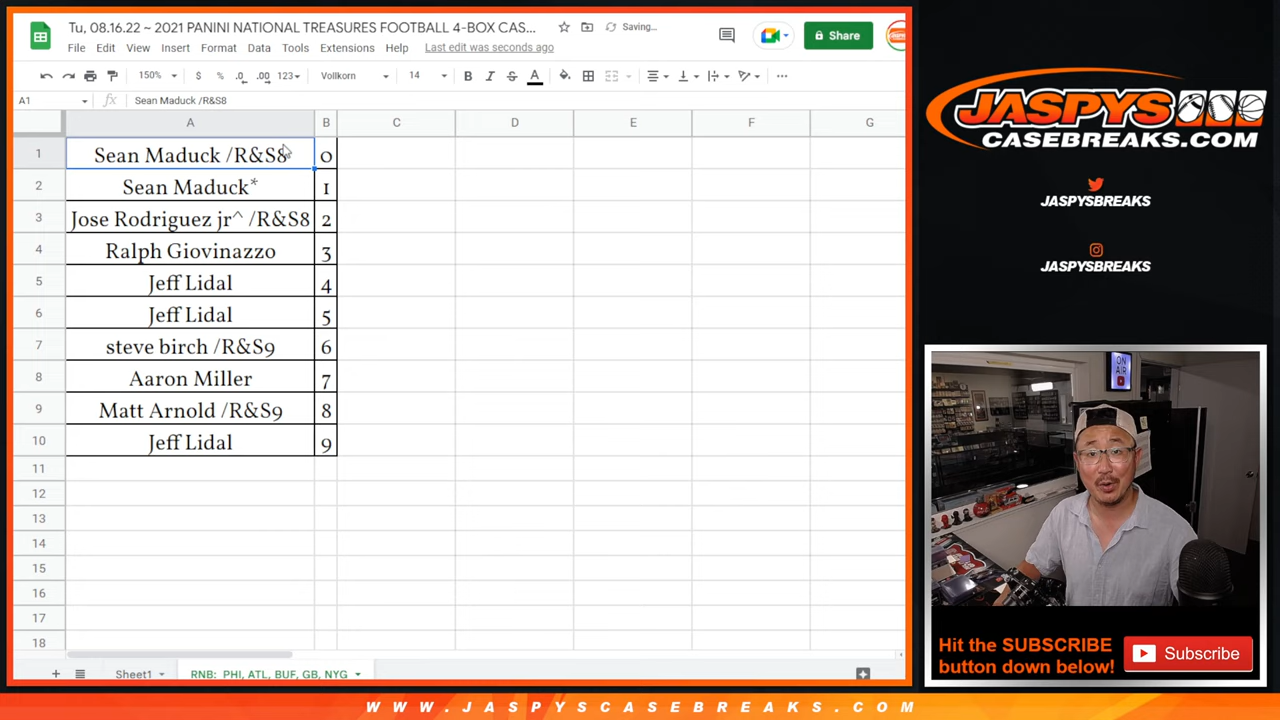 Tu, 08.16.22 ~ 2021 PANINI NATIONAL TREASURES FOOTBALL 4-BOX CAS... Saving...
File Edit View Insert Format Data Tools Extensions Help Last edit was seconds ago
Share
150% $ % .0 .00 123 Vollkorn 14 B I S A
A1 fx Sean Maduck /R&S8
A B C D E F G
1 Sean Maduck /R&S8 0
2 Sean Maduck* 1
3 Jose Rodriguez jr^ /R&S8 2
4 Ralph Giovinazzo 3
5 Jeff Lidal 4
6 Jeff Lidal 5
7 steve birch /R&S9 6
8 Aaron Miller 7
9 Matt Arnold /R&S9 8
10 Jeff Lidal 9
11
12
13
14
15
16
17
18
+ Sheet1 RNB: PHI, ATL, BUF, GB, NYG
JASPYS
CASEBREAKS.COM
JASPYSBREAKS
JASPYSBREAKS
ON
AIR
Hit the SUBSCRIBE
button down below!
Subscribe
WWW.JASPYSCASEBREAKS.COM